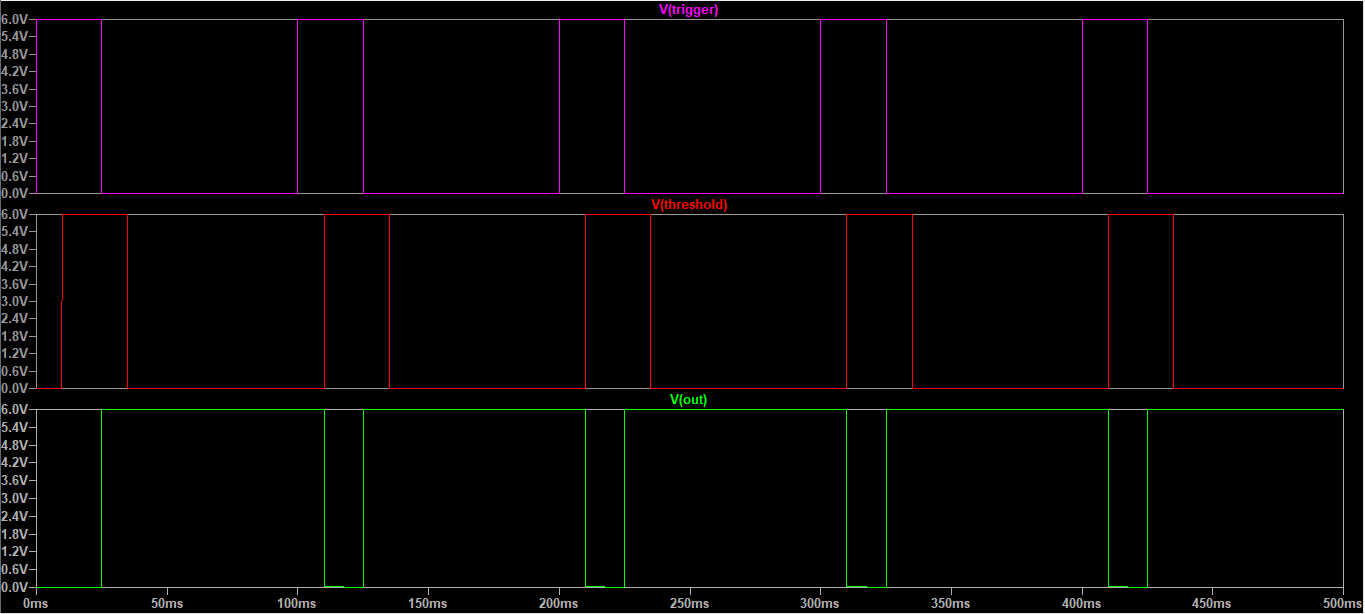 V(trigger)
6.0V
5.4V
4.8V
4.2V
3.6V
3.0V
2.4V
1.8V
1.2V
0.6V
0.0V
V(threshold)
6.0V
5.4V
4.8V
4.2V
3.6V
3.0V
2.4V
1.8V
1.2V
0.6V
0.0V
V(out)
6.0V
5.4V
4.8V
4.2V
3.6V
3.0V
2.4V
1.8V
1.2V
0.6V
0.0V
0ms 50ms 100ms 150ms 200ms 250ms 300ms 350ms 400ms 450ms 500ms